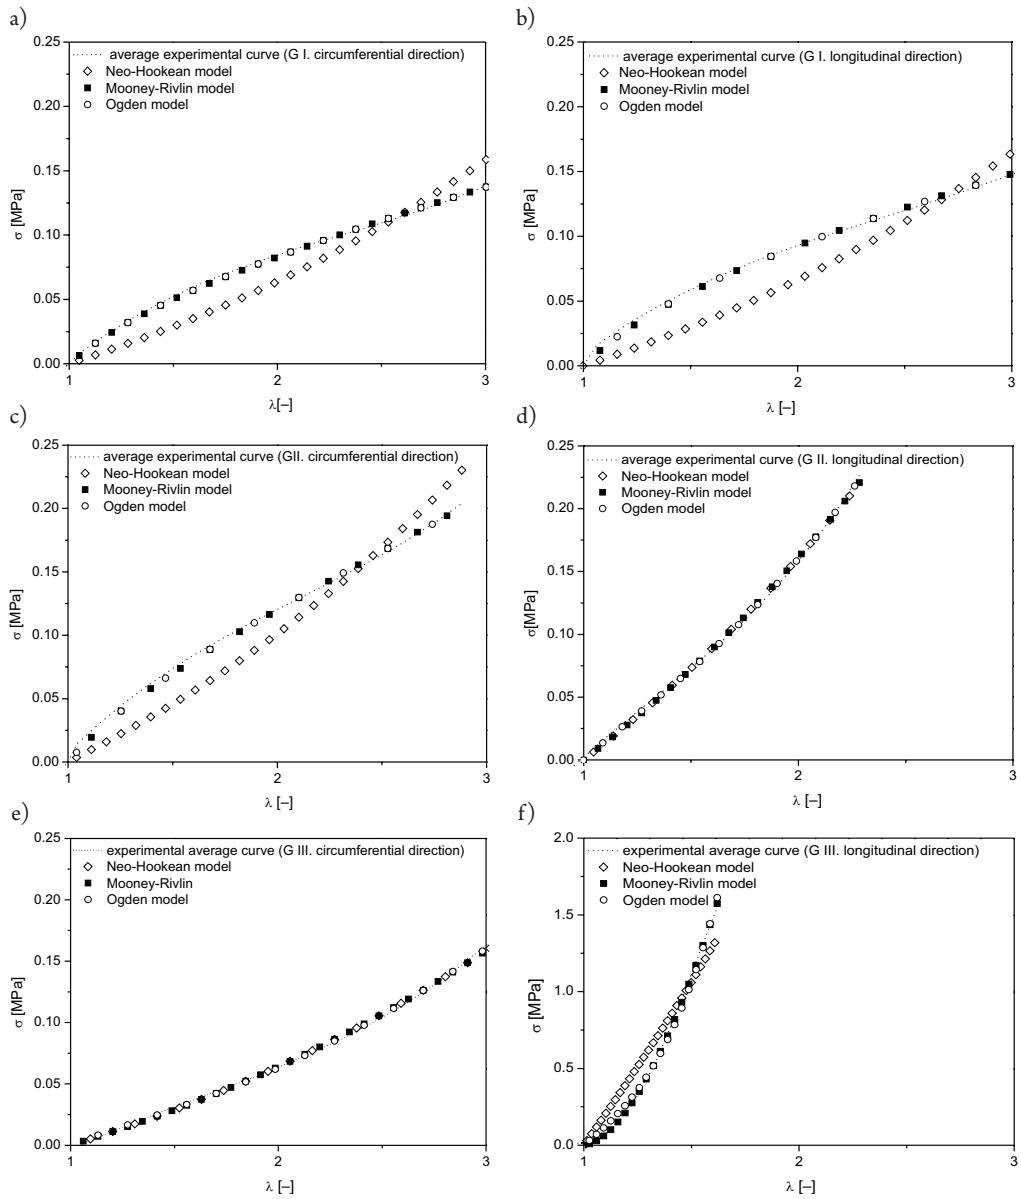 a)
0.25
0.20
0.15
0.10
0.05
0.00
σ [MPa]
average experimental curve (G I. circumferential direction)
Neo-Hookean model
Mooney-Rivlin model
Ogden model
1
2
3
λ[–]
b)
0.25
0.20
0.15
0.10
0.05
0.00
σ [MPa]
average experimental curve (G I. longitudinal direction)
Neo-Hookean model
Mooney-Rivlin model
Ogden model
1
2
3
λ [–]
c)
0.25
0.20
0.15
0.10
0.05
0.00
σ [MPa]
average experimental curve (GII. circumferential direction)
Neo-Hookean model
Mooney-Rivlin model
Ogden model
1
2
3
λ [–]
d)
0.25
0.20
0.15
0.10
0.05
0.00
σ[MPa]
average experimental curve (G II. longitudinal direction)
Neo-Hookean model
Mooney-Rivlin model
Ogden model
1
2
3
λ [–]
e)
0.25
0.20
0.15
0.10
0.05
0.00
σ [MPa]
experimental average curve (G III. circumferential direction)
Neo-Hookean model
Mooney-Rivlin
Ogden model
1
2
3
λ [–]
f)
2.0
1.5
1.0
0.5
0.0
σ [MPa]
experimental average curve (G III. longitudinal direction)
Neo-Hookean model
Mooney-Rivlin model
Ogden model
1
2
3
λ [–]